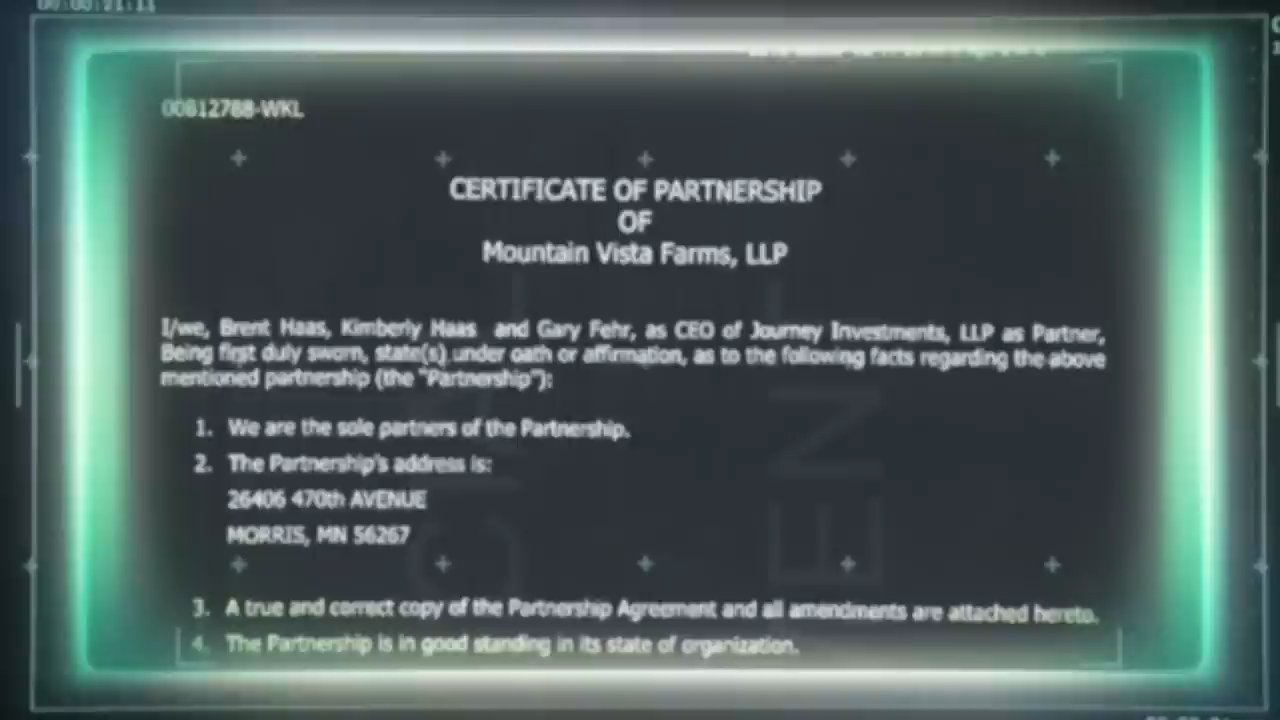 00:00:01:11
00812788-WKL
CERTIFICATE OF PARTNERSHIP
OF
Mountain Vista Farms, LLP
I/we, Brent Haas, Kimberly Haas and Gary Fehr, as CEO of Journey Investments, LLP as Partner,
Being first duly sworn, state(s) under oath or affirmation, as to the following facts regarding the above
mentioned partnership (the "Partnership"):
1. We are the sole partners of the Partnership.
2. The Partnership's address is:
26406 470th AVENUE
MORRIS, MN 56267
3. A true and correct copy of the Partnership Agreement and all amendments are attached hereto.
4. The Partnership is in good standing in its state of organization.